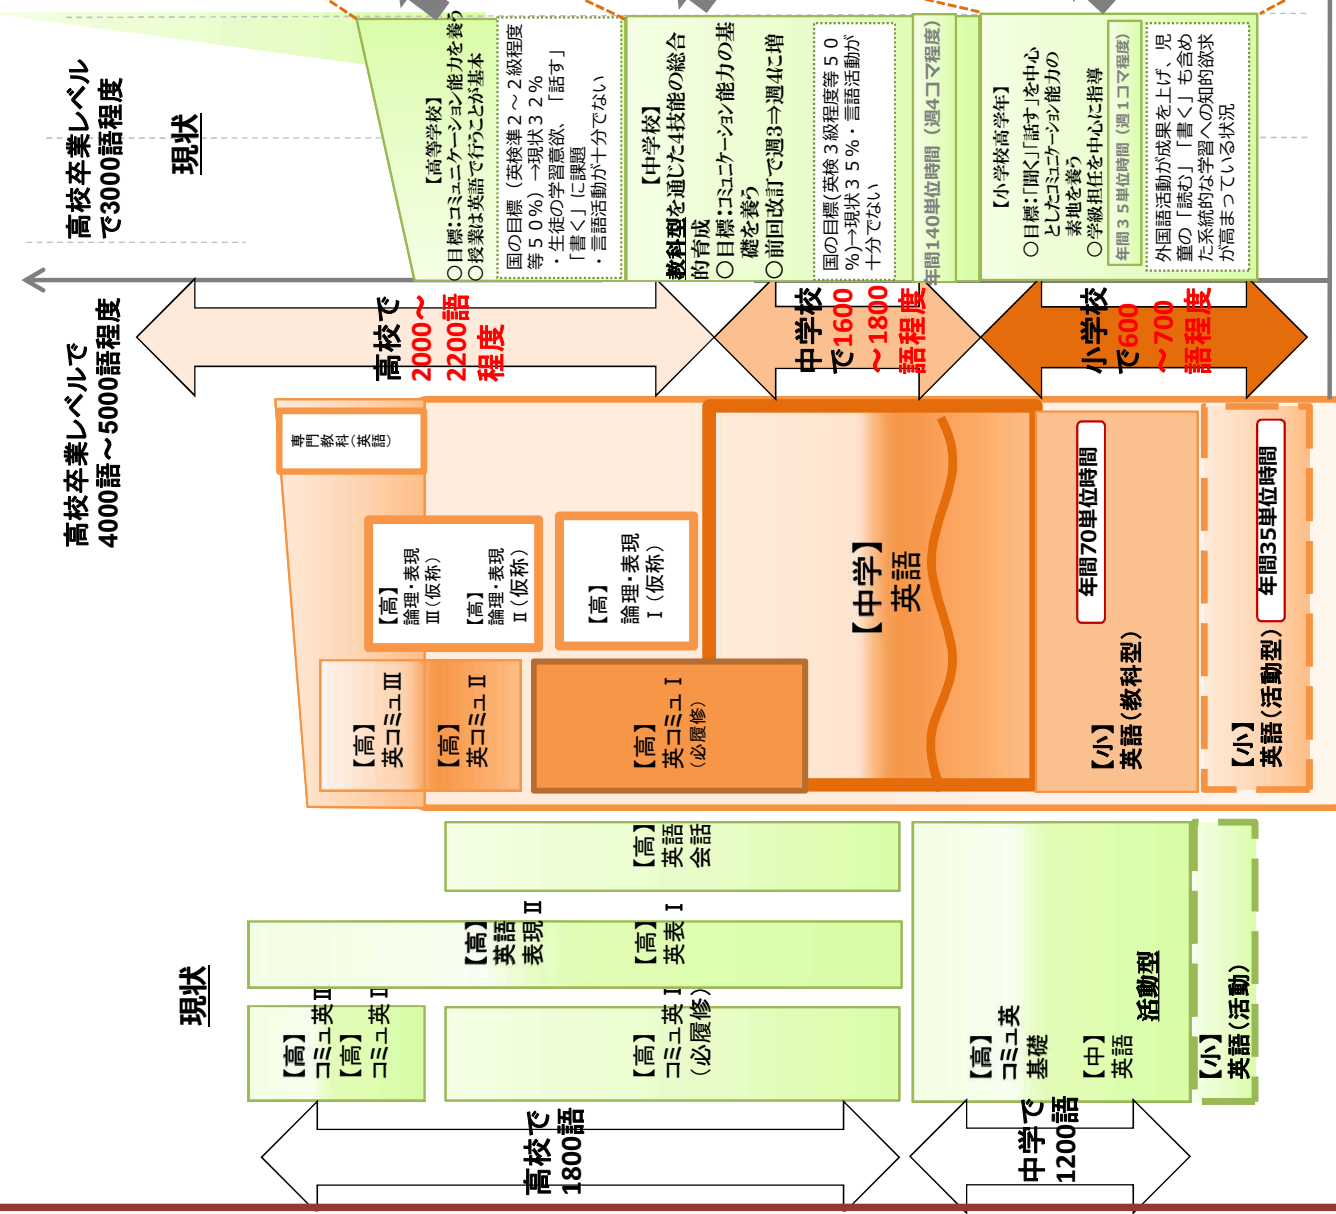 現状
高校卒業レベルで
4000語～5000語程度
高校卒業レベル
で3000語程度
現状
高校で
1800語
中学で
1200語
【高】
コミュ英Ⅱ
【高】
コミュ英Ⅰ
【高】
コミュ英Ⅰ
（必履修）
【高】
英語
表現Ⅱ
【高】
英表Ⅰ
【高】
英語
会話
【高】
コミュ英
基礎
【中】
英語
活動型
【小】
英語（活動）
専門
教科（英語）
【高】
論理・表現
Ⅲ（仮称）
【高】
論理・表現
Ⅱ（仮称）
【高】
論理・表現
Ⅰ（仮称）
【高】
英コミュⅢ
【高】
英コミュⅡ
【高】
英コミュⅠ
（必履修）
【中学】
英語
【小】
英語（教科型）
年間70単位時間
【小】
英語（活動型）
年間35単位時間
高校で
2000～
2200語
程度
中学校
で1600
～1800
語程度
小学校
で600
～700
語程度
【高等学校】
○目標：コミュニケーション能力を養う
○授業は英語で行うことが基本
国の目標（英検準２～２級程度
等５０％）→現状３２％
・生徒の学習意欲、「話す」
「書く」に課題
・言語活動が十分でない
【中学校】
教科型を通じた4技能の総合
的育成
○目標：コミュニケーション能力の基
礎を養う
○前回改訂で週3→週4に増
国の目標(英検３級程度等５０
%)→現状３５%・言語活動が
十分でない
年間140単位時間（週4コマ程度）
【小学校高学年】
○目標：「聞く」「話す」を中心
としたコミュニケーション能力の
素地を養う
○学級担任を中心に指導
年間３５単位時間（週１コマ程度）
外国語活動が成果を上げ、児
童の「読む」「書く」も含め
た系統的な学習への知的欲求
が高まっている状況